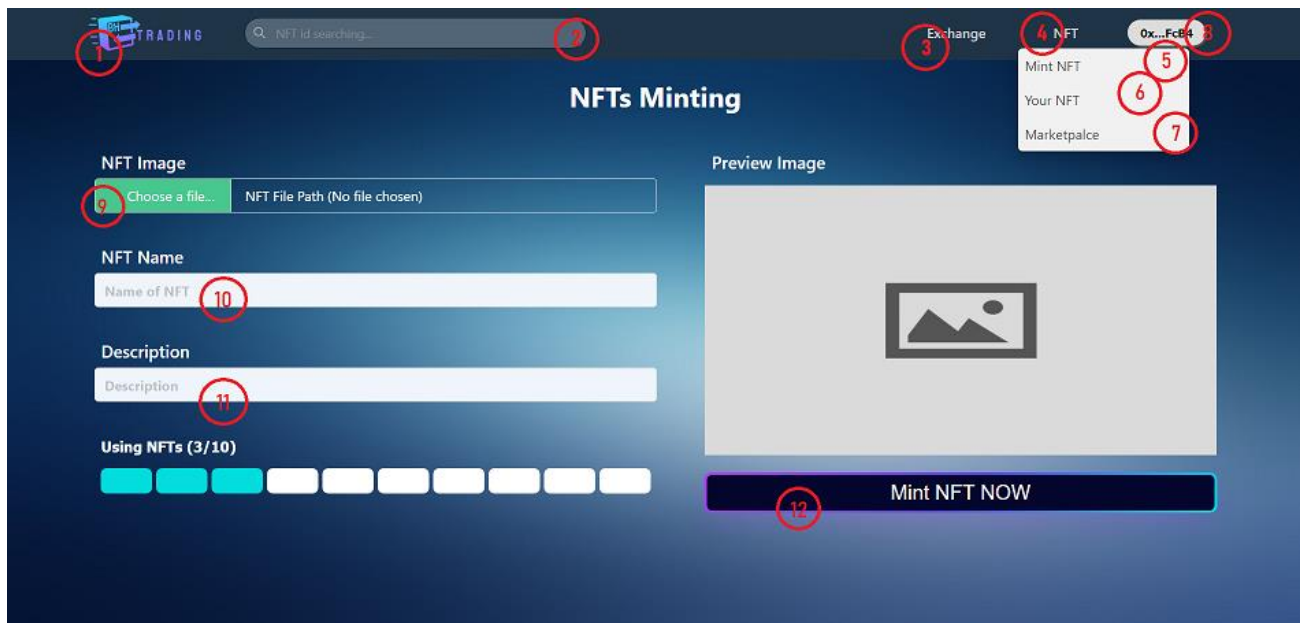 BH
TRADING
NFT id searching...
Exchange
NFT
0x...FcB4
1
2
3
4
8
Mint NFT
5
Your NFT
6
Marketpalce
7
NFTs Minting
NFT Image
Choose a file...
NFT File Path (No file chosen)
9
NFT Name
Name of NFT
10
Description
Description
11
Using NFTs (3/10)
Preview Image
Mint NFT NOW
12